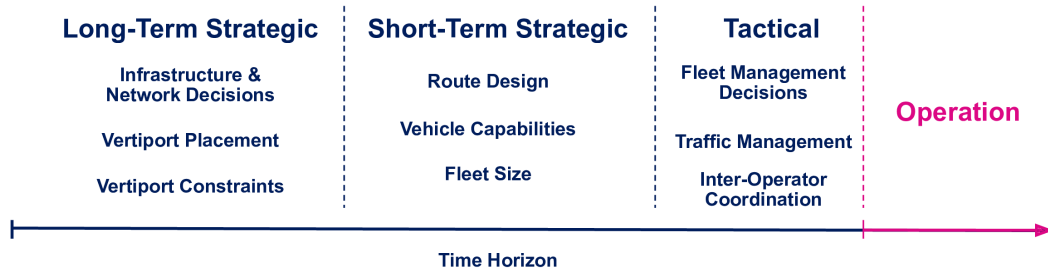 Long-Term Strategic
Infrastructure &
Network Decisions
Vertiport Placement
Vertiport Constraints
Short-Term Strategic
Route Design
Vehicle Capabilities
Fleet Size
Tactical
Fleet Management
Decisions
Traffic Management
Inter-Operator
Coordination
Operation
Time Horizon